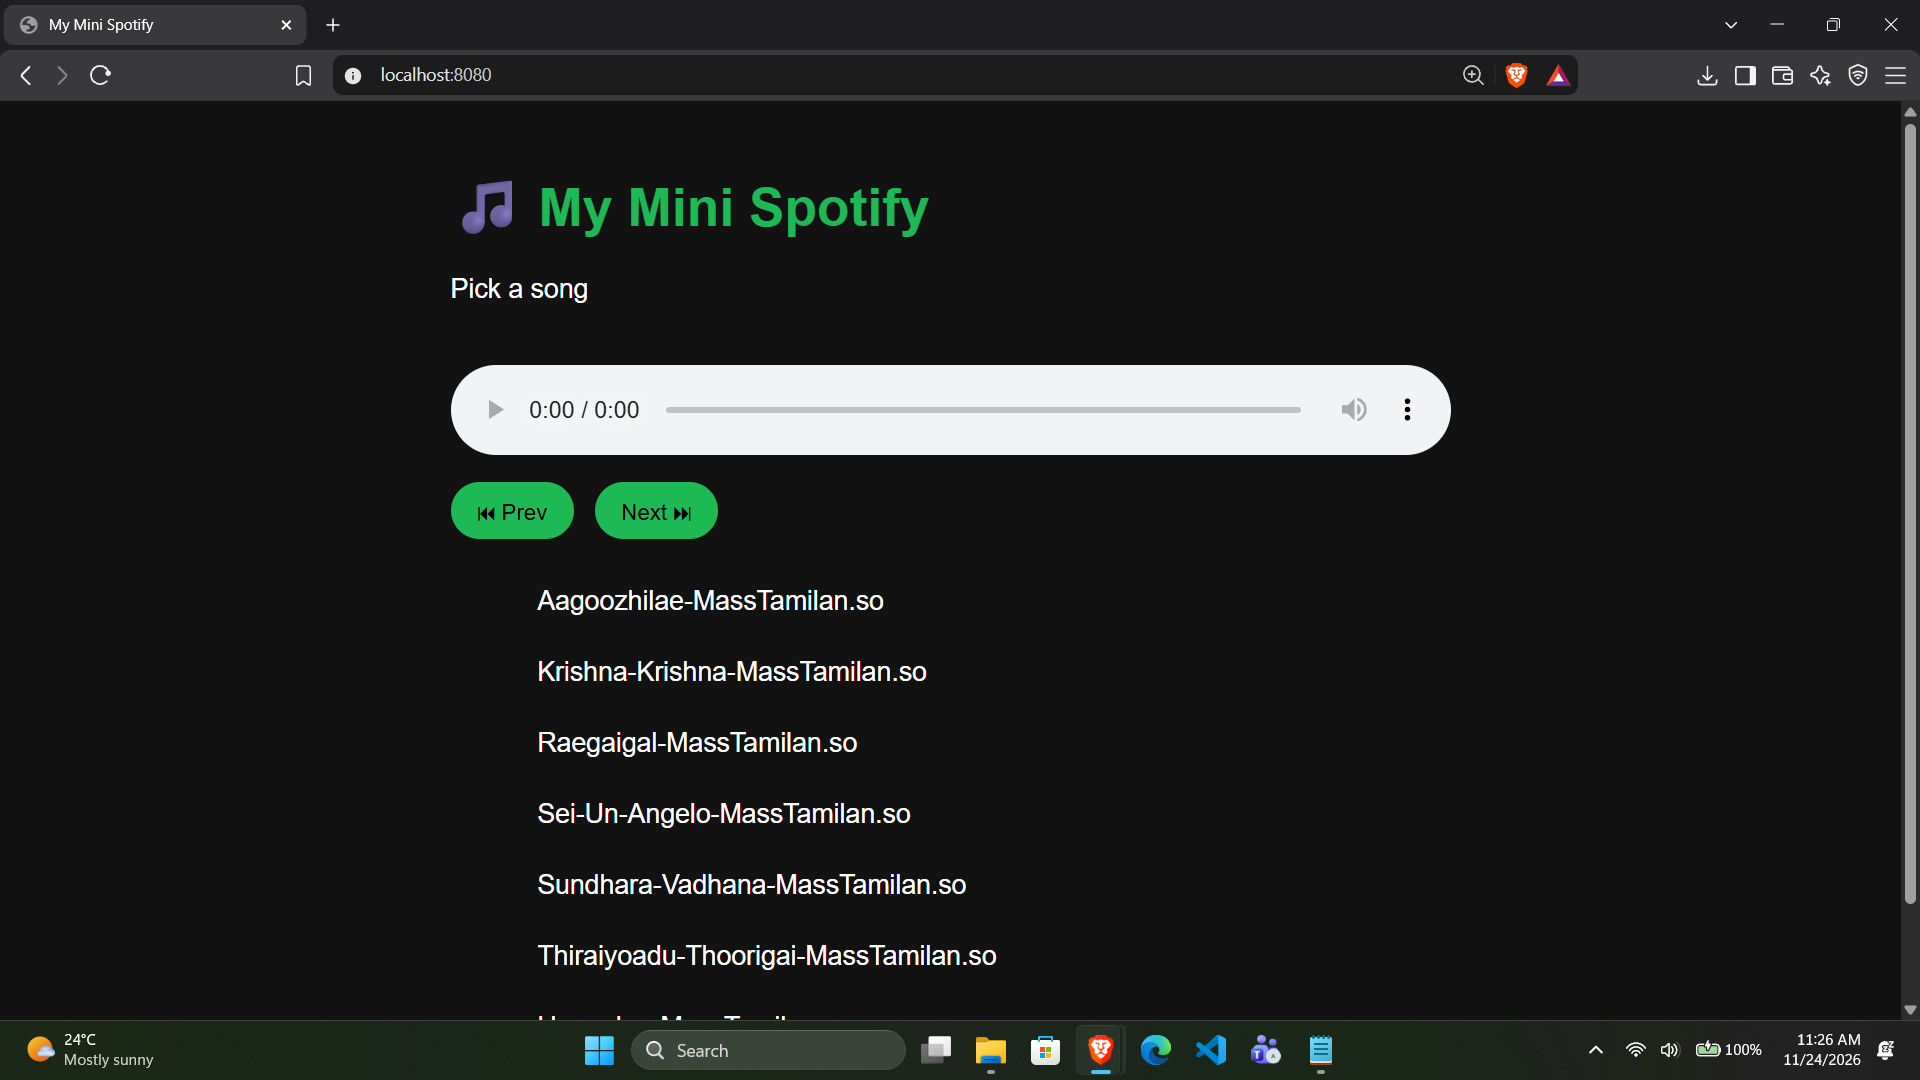 My Mini Spotify
localhost:8080
My Mini Spotify
Pick a song
0:00 / 0:00
⏮ Prev
Next ⏭
Aagoozhilae-MassTamilan.so
Krishna-Krishna-MassTamilan.so
Raegaigal-MassTamilan.so
Sei-Un-Angelo-MassTamilan.so
Sundhara-Vadhana-MassTamilan.so
Thiraiyoadu-Thoorigai-MassTamilan.so
24°C
Mostly sunny
Search
100%
11:26 AM
11/24/2026